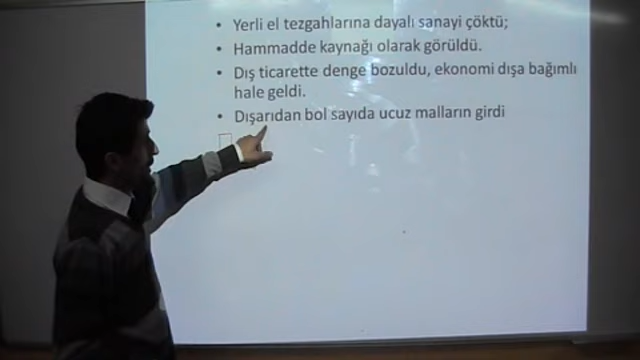 • Yerli el tezgahlarına dayalı sanayi çöktü;
• Hammadde kaynağı olarak görüldü.
• Dış ticarette denge bozuldu, ekonomi dışa bağımlı
hale geldi.
• Dışarıdan bol sayıda ucuz malların girdi